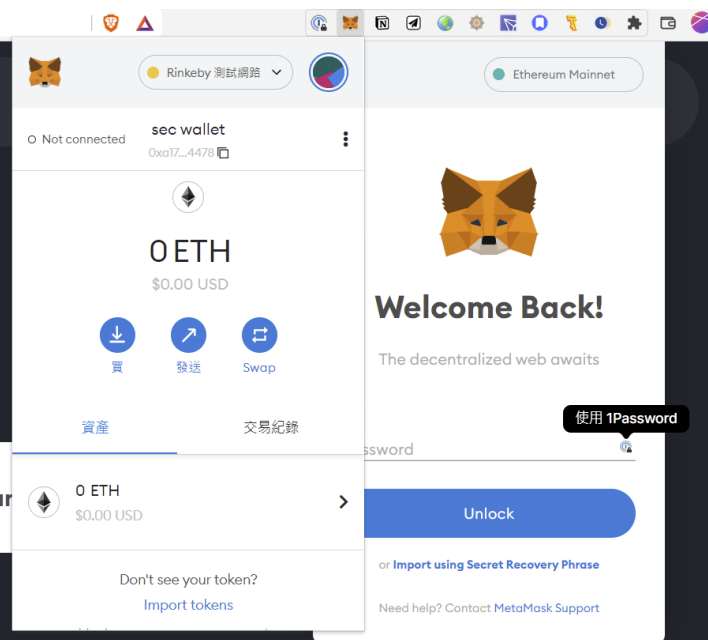 Rinkeby 測試網路
Ethereum Mainnet
Not connected
sec wallet
0xa17...4478
0 ETH
$0.00 USD
買
發送
Swap
資產
交易紀錄
0 ETH
$0.00 USD
Don't see your token?
Import tokens
Welcome Back!
The decentralized web awaits
使用 1Password
ssword
Unlock
or Import using Secret Recovery Phrase
Need help? Contact MetaMask Support